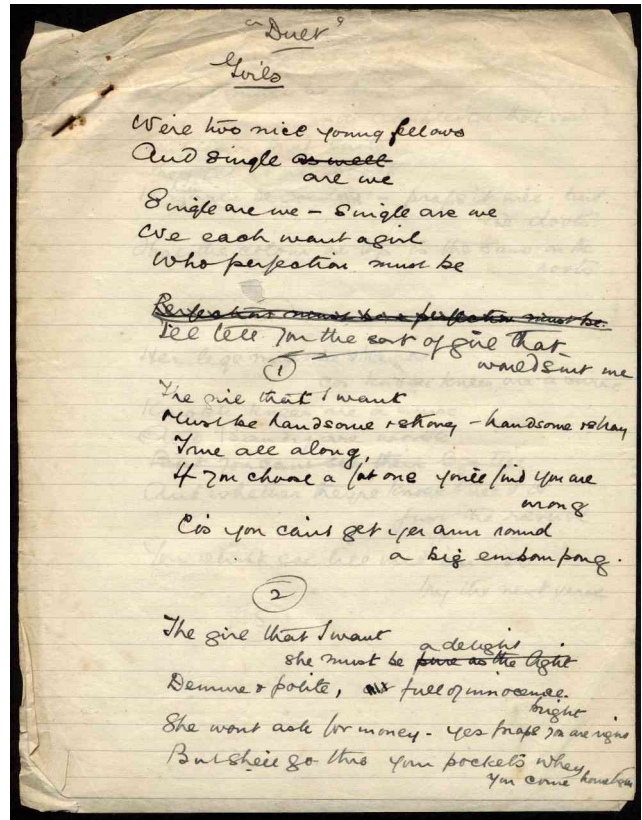 "Duet"
Girls
We're two nice young fellows
And single as well
are we
Single are we - Single are we
We each want a girl
Who perfection must be
Perfection must be - perfection must be.
I'll tell you the sort of girl that
would suit me
1
The girl that I want
Must be handsome & strong - handsome & strong
True all along,
If you choose a fat one you'll find you are
wrong
Cos you can't get yer arm round
a big embompong.
2
The girl that I want
a delight
she must be pure as the light
Demure & polite, full of innocence.
bright
She wont ask for money - yes praps you are right
But she'll go thro your pockets when
you come home